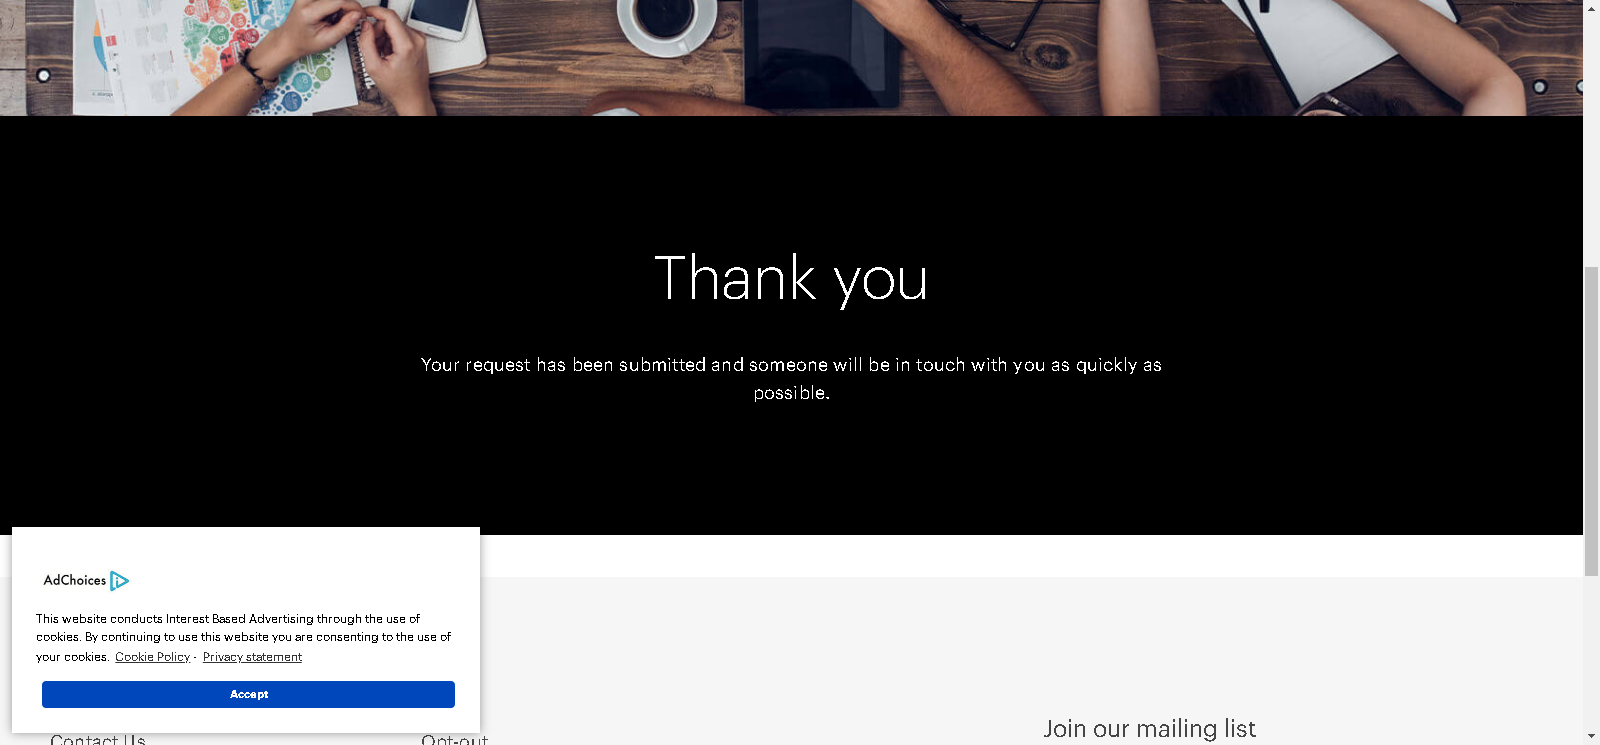 Thank you
Your request has been submitted and someone will be in touch with you as quickly as
possible.
AdChoices
This website conducts Interest Based Advertising through the use of
cookies. By continuing to use this website you are consenting to the use of
your cookies. Cookie Policy - Privacy statement
Accept
Join our mailing list
Contact Us
Opt-out